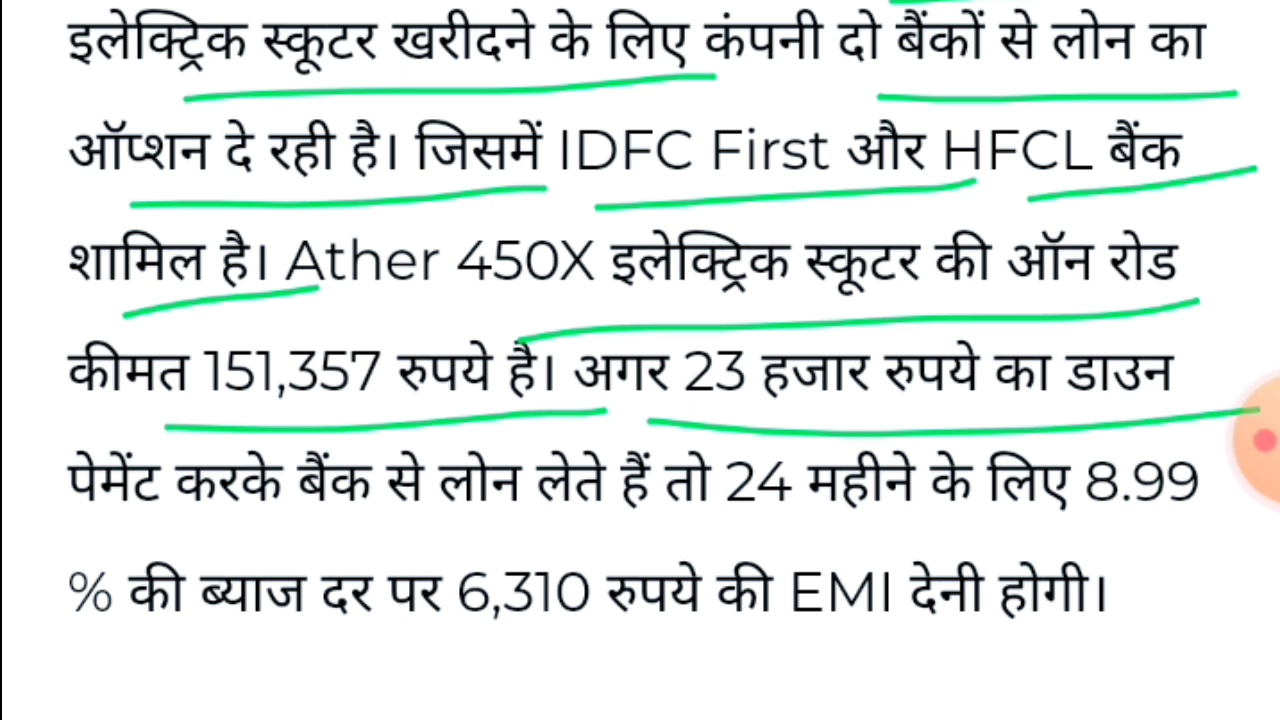 इलेक्ट्रिक स्कूटर खरीदने के लिए कंपनी दो बैंकों से लोन का
ऑप्शन दे रही है। जिसमें IDFC First और HFCL बैंक
शामिल है। Ather 450X इलेक्ट्रिक स्कूटर की ऑन रोड
कीमत 151,357 रुपये है। अगर 23 हजार रुपये का डाउन
पेमेंट करके बैंक से लोन लेते हैं तो 24 महीने के लिए 8.99
% की ब्याज दर पर 6,310 रुपये की EMI देनी होगी।